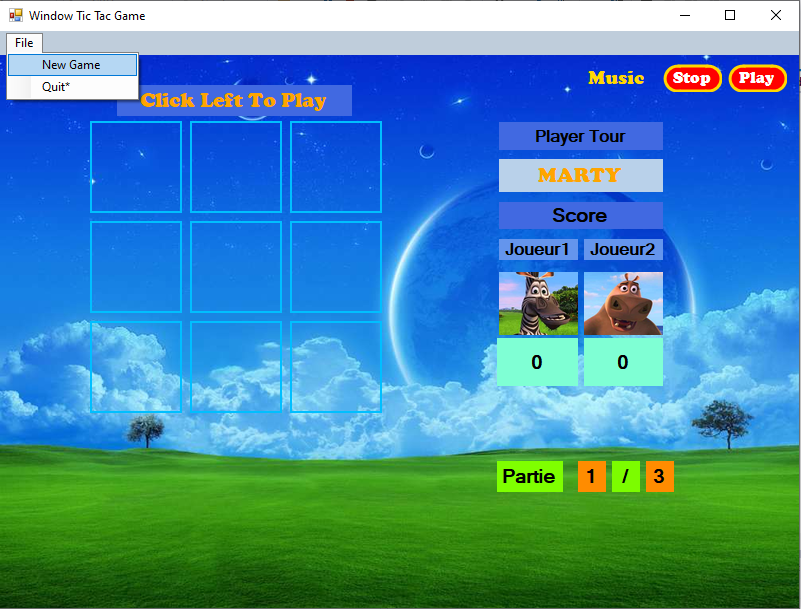 Window Tic Tac Game
File
New Game
Quit*
Music Stop Play
Click Left To Play
Player Tour
MARTY
Score
Joueur1 Joueur2
0 0
Partie 1 / 3